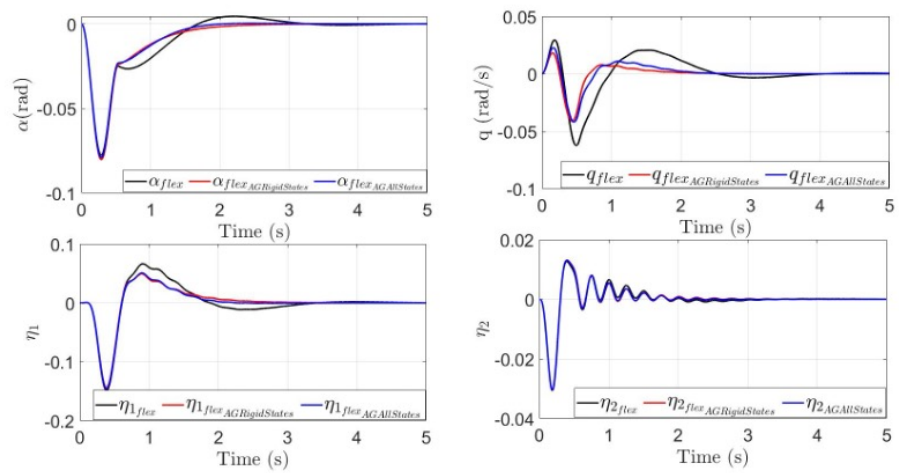 0
-0.05
-0.1
α(rad)
α_flex α_flex_AGRigidStates α_flex_AGAllStates
0 1 2 3 4 5
Time (s)
0.05
0
-0.05
-0.1
q (rad/s)
q_flex q_flex_AGRigidStates q_flex_AGAllStates
0 1 2 3 4 5
Time (s)
0.1
0
-0.1
-0.2
η₁
η₁_flex η₁_flex_AGRigidStates η₁_flex_AGAllStates
0 1 2 3 4 5
Time (s)
0.02
0
-0.02
-0.04
η₂
η₂_flex η₂_flex_AGRigidStates η₂_AGAllStates
0 1 2 3 4 5
Time (s)